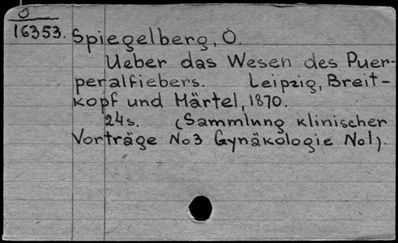 O
16353. Spiegelberg, O.
Ueber das Wesen des Puer-
peralfiebers. Leipzig, Breit-
kopf und Härtel, 1870.
24s. (Sammlung klinischer
Vorträge No3 Gynäkologie No1).